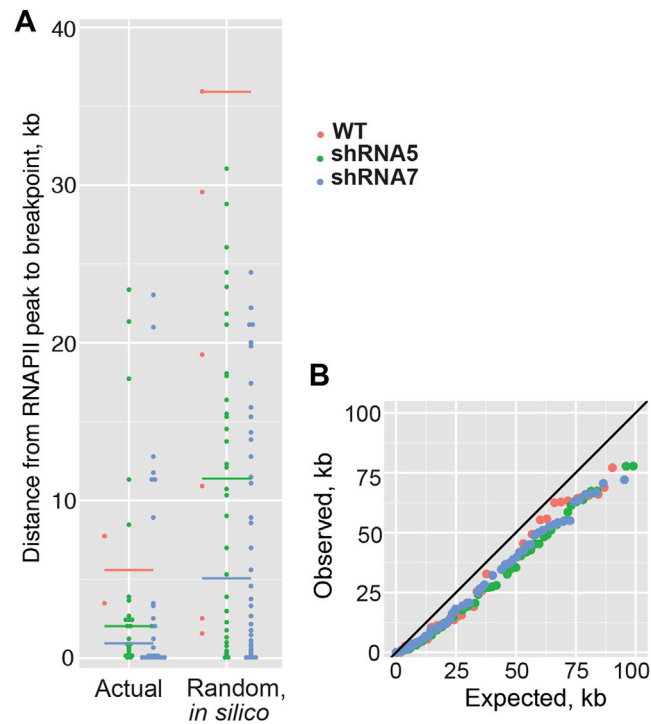 A
Distance from RNAPII peak to breakpoint, kb
40
30
20
10
0
Actual
Random,
in silico
WT
shRNA5
shRNA7
B
Observed, kb
100
75
50
25
0
0 25 50 75 100
Expected, kb